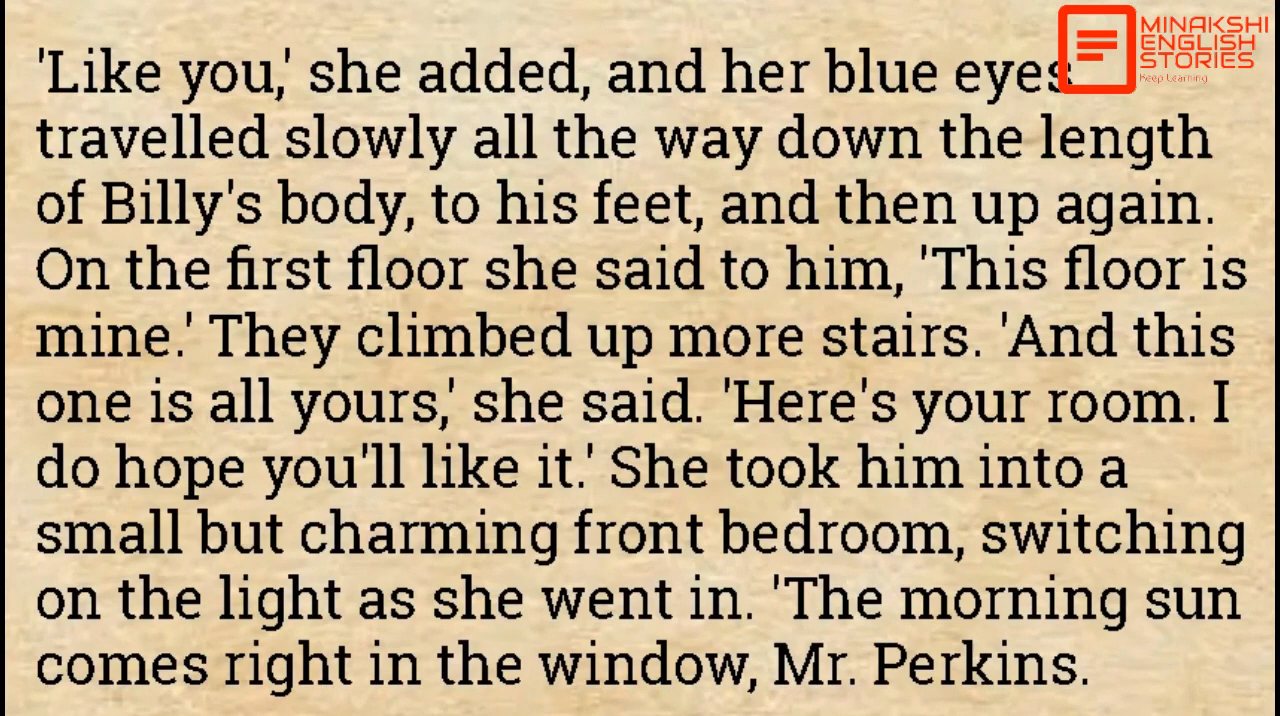 'Like you,' she added, and her blue eyes
travelled slowly all the way down the length
of Billy's body, to his feet, and then up again.
On the first floor she said to him, 'This floor is
mine.' They climbed up more stairs. 'And this
one is all yours,' she said. 'Here's your room. I
do hope you'll like it.' She took him into a
small but charming front bedroom, switching
on the light as she went in. 'The morning sun
comes right in the window, Mr. Perkins.
MINAKSHI
ENGLISH
STORIES
Keep Learning